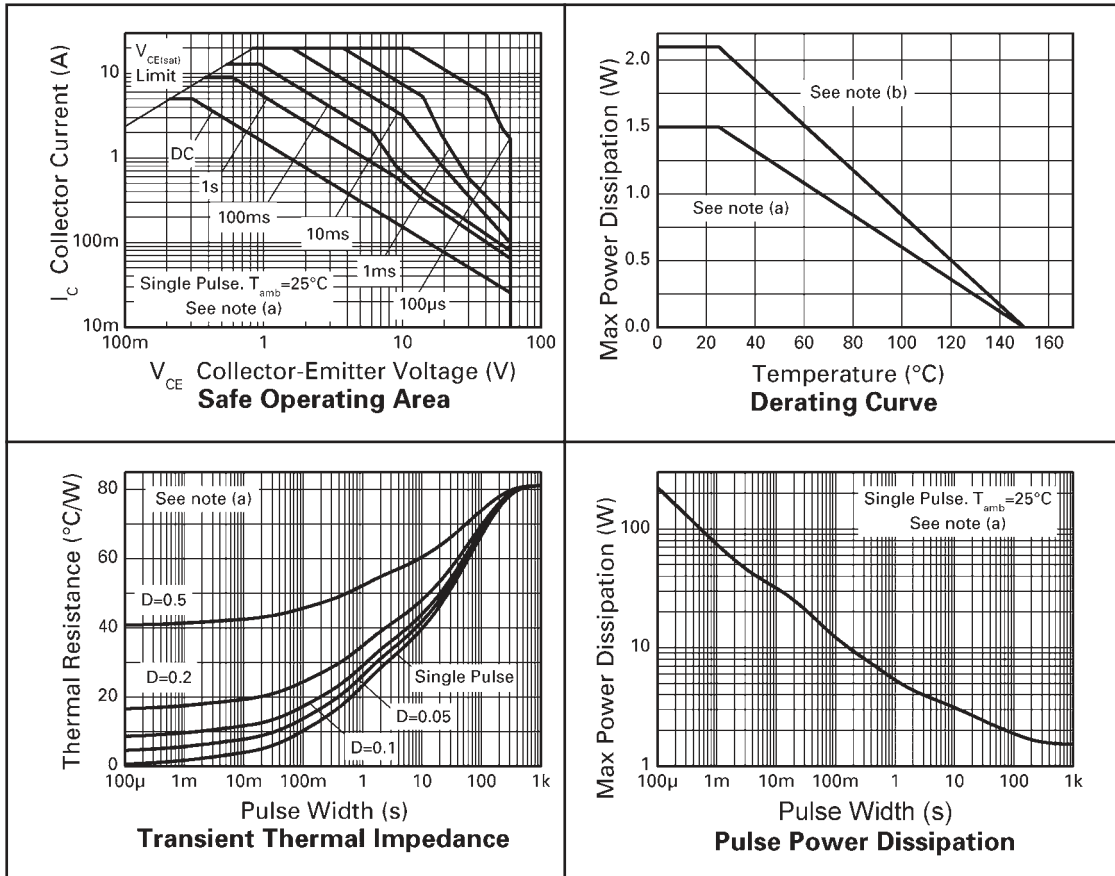 I_C Collector Current (A)
V_CE(sat)
Limit
10
1
100m
10m
DC
1s
100ms
10ms
1ms
100µs
Single Pulse. T_amb=25°C
See note (a)
100m 1 10 100
V_CE Collector-Emitter Voltage (V)
Safe Operating Area
Max Power Dissipation (W)
2.0
1.5
1.0
0.5
0.0
See note (b)
See note (a)
0 20 40 60 80 100 120 140 160
Temperature (°C)
Derating Curve
Thermal Resistance (°C/W)
80
60
40
20
0
See note (a)
D=0.5
D=0.2
Single Pulse
D=0.05
D=0.1
100µ 1m 10m 100m 1 10 100 1k
Pulse Width (s)
Transient Thermal Impedance
Max Power Dissipation (W)
100
10
1
Single Pulse. T_amb=25°C
See note (a)
100µ 1m 10m 100m 1 10 100 1k
Pulse Width (s)
Pulse Power Dissipation